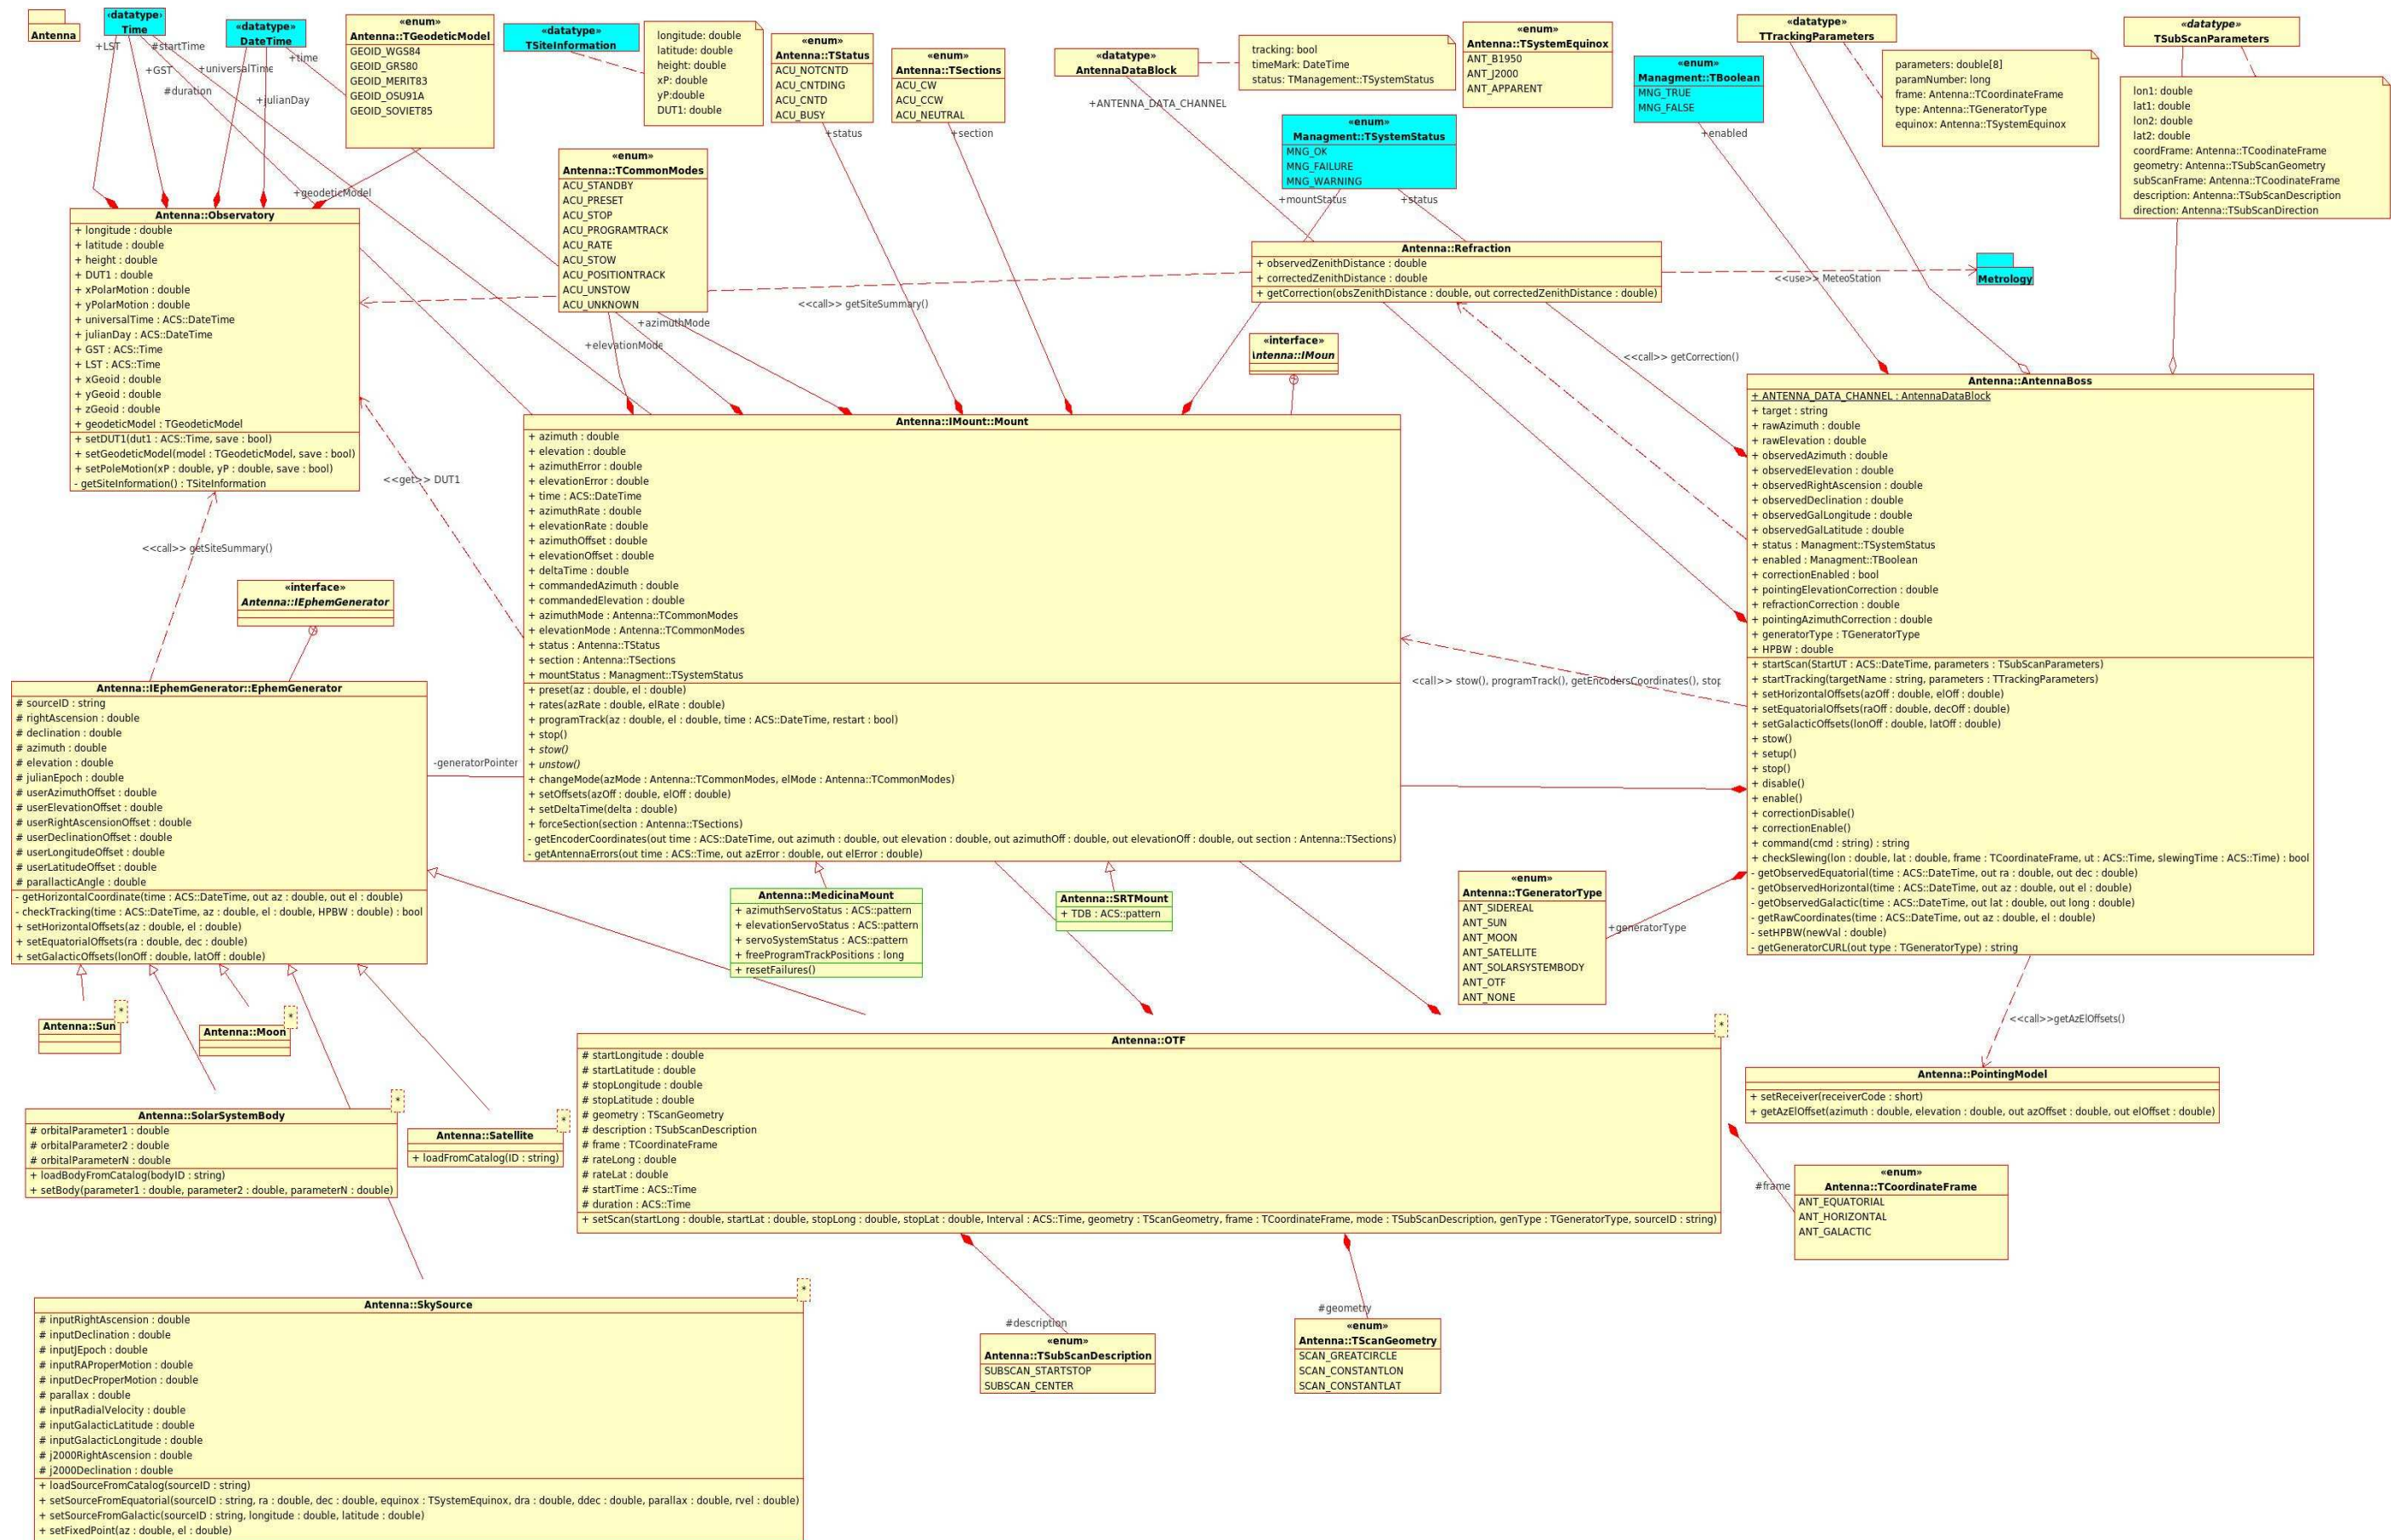 Antenna
«datatype»
Time
«datatype»
DateTime
«enum»
Antenna::TGeodeticModel
GEOID_WGS84
GEOID_GRS80
GEOID_MERIT83
GEOID_OSU91A
GEOID_SOVIET85
«datatype»
TSiteInformation
longitude: double
latitude: double
height: double
xP: double
yP:double
DUT1: double
«enum»
Antenna::TStatus
ACU_NOTCNTD
ACU_CNTDING
ACU_CNTD
ACU_BUSY
«enum»
Antenna::TSections
ACU_CW
ACU_CCW
ACU_NEUTRAL
«datatype»
AntennaDataBlock
tracking: bool
timeMark: DateTime
status: TManagement::TSystemStatus
«enum»
Antenna::TSystemEquinox
ANT_B1950
ANT_J2000
ANT_APPARENT
«enum»
Managment::TBoolean
MNG_TRUE
MNG_FALSE
«datatype»
TTrackingParameters
parameters: double[8]
paramNumber: long
frame: Antenna::TCoordinateFrame
type: Antenna::TGeneratorType
equinox: Antenna::TSystemEquinox
«datatype»
TSubScanParameters
lon1: double
lat1: double
lon2: double
lat2: double
coordFrame: Antenna::TCoodinateFrame
geometry: Antenna::TSubScanGeometry
subScanFrame: Antenna::TCoodinateFrame
description: Antenna::TSubScanDescription
direction: Antenna::TSubScanDirection
+LST
#startTime
+GST
+universalTime
+time
#duration
+julianDay
+geodeticModel
+status
+section
+ANTENNA_DATA_CHANNEL
+enabled
«enum»
Managment::TSystemStatus
MNG_OK
MNG_FAILURE
MNG_WARNING
+mountStatus
+status
«enum»
Antenna::TCommonModes
ACU_STANDBY
ACU_PRESET
ACU_STOP
ACU_PROGRAMTRACK
ACU_RATE
ACU_STOW
ACU_POSITIONTRACK
ACU_UNSTOW
ACU_UNKNOWN
+azimuthMode
+elevationMode
Antenna::Observatory
+ longitude : double
+ latitude : double
+ height : double
+ DUT1 : double
+ xPolarMotion : double
+ yPolarMotion : double
+ universalTime : ACS::DateTime
+ julianDay : ACS::DateTime
+ GST : ACS::Time
+ LST : ACS::Time
+ xGeoid : double
+ yGeoid : double
+ zGeoid : double
+ geodeticModel : TGeodeticModel
+ setDUT1(dut1 : ACS::Time, save : bool)
+ setGeodeticModel(model : TGeodeticModel, save : bool)
+ setPoleMotion(xP : double, yP : double, save : bool)
- getSiteInformation() : TSiteInformation
Antenna::Refraction
+ observedZenithDistance : double
+ correctedZenithDistance : double
+ getCorrection(obsZenithDistance : double, out correctedZenithDistance : double)
<<call>> getSiteSummary()
<<use>> MeteoStation
Metrology
«interface»
Antenna::IMoun
<<call>> getCorrection()
<<get>> DUT1
<<call>> getSiteSummary()
Antenna::IMount::Mount
+ azimuth : double
+ elevation : double
+ azimuthError : double
+ elevationError : double
+ time : ACS::DateTime
+ azimuthRate : double
+ elevationRate : double
+ azimuthOffset : double
+ elevationOffset : double
+ deltaTime : double
+ commandedAzimuth : double
+ commandedElevation : double
+ azimuthMode : Antenna::TCommonModes
+ elevationMode : Antenna::TCommonModes
+ status : Antenna::TStatus
+ section : Antenna::TSections
+ mountStatus : Managment::TSystemStatus
+ preset(az : double, el : double)
+ rates(azRate : double, elRate : double)
+ programTrack(az : double, el : double, time : ACS::DateTime, restart : bool)
+ stop()
+ stow()
+ unstow()
+ changeMode(azMode : Antenna::TCommonModes, elMode : Antenna::TCommonModes)
+ setOffsets(azOff : double, elOff : double)
+ setDeltaTime(delta : double)
+ forceSection(section : Antenna::TSections)
- getEncoderCoordinates(out time : ACS::DateTime, out azimuth : double, out elevation : double, out azimuthOff : double, out elevationOff : double, out section : Antenna::TSections)
- getAntennaErrors(out time : ACS::Time, out azError : double, out elError : double)
Antenna::AntennaBoss
+ ANTENNA_DATA_CHANNEL : AntennaDataBlock
+ target : string
+ rawAzimuth : double
+ rawElevation : double
+ observedAzimuth : double
+ observedElevation : double
+ observedRightAscension : double
+ observedDeclination : double
+ observedGalLongitude : double
+ observedGalLatitude : double
+ status : Managment::TSystemStatus
+ enabled : Managment::TBoolean
+ correctionEnabled : bool
+ pointingElevationCorrection : double
+ refractionCorrection : double
+ pointingAzimuthCorrection : double
+ generatorType : TGeneratorType
+ HPBW : double
+ startScan(StartUT : ACS::DateTime, parameters : TSubScanParameters)
+ startTracking(targetName : string, parameters : TTrackingParameters)
+ setHorizontalOffsets(azOff : double, elOff : double)
+ setEquatorialOffsets(raOff : double, decOff : double)
+ setGalacticOffsets(lonOff : double, latOff : double)
+ stow()
+ setup()
+ stop()
+ disable()
+ enable()
+ correctionDisable()
+ correctionEnable()
+ command(cmd : string) : string
+ checkSlewing(lon : double, lat : double, frame : TCoordinateFrame, ut : ACS::Time, slewingTime : ACS::Time) : bool
- getObservedEquatorial(time : ACS::DateTime, out ra : double, out dec : double)
- getObservedHorizontal(time : ACS::DateTime, out az : double, out el : double)
- getObservedGalactic(time : ACS::DateTime, out lat : double, out long : double)
- getRawCoordinates(time : ACS::DateTime, out az : double, el : double)
- setHPBW(newVal : double)
- getGeneratorCURL(out type : TGeneratorType) : string
<call>> stow(), programTrack(), getEncodersCoordinates(), stop
«interface»
Antenna::IEphemGenerator
-generatorPointer
Antenna::IEphemGenerator::EphemGenerator
# sourceID : string
# rightAscension : double
# declination : double
# azimuth : double
# elevation : double
# julianEpoch : double
# userAzimuthOffset : double
# userElevationOffset : double
# userRightAscensionOffset : double
# userDeclinationOffset : double
# userLongitudeOffset : double
# userLatitudeOffset : double
# parallacticAngle : double
- getHorizontalCoordinate(time : ACS::DateTime, out az : double, out el : double)
- checkTracking(time : ACS::DateTime, az : double, el : double, HPBW : double) : bool
+ setHorizontalOffsets(az : double, el : double)
+ setEquatorialOffsets(ra : double, dec : double)
+ setGalacticOffsets(lonOff : double, latOff : double)
Antenna::MedicinaMount
+ azimuthServoStatus : ACS::pattern
+ elevationServoStatus : ACS::pattern
+ servoSystemStatus : ACS::pattern
+ freeProgramTrackPositions : long
+ resetFailures()
Antenna::SRTMount
+ TDB : ACS::pattern
«enum»
Antenna::TGeneratorType
ANT_SIDEREAL
ANT_SUN
ANT_MOON
ANT_SATELLITE
ANT_SOLARSYSTEMBODY
ANT_OTF
ANT_NONE
+generatorType
<<call>>getAzElOffsets()
*
Antenna::Sun
*
Antenna::Moon
*
Antenna::SolarSystemBody
# orbitalParameter1 : double
# orbitalParameter2 : double
# orbitalParameterN : double
+ loadBodyFromCatalog(bodyID : string)
+ setBody(parameter1 : double, parameter2 : double, parameterN : double)
*
Antenna::Satellite
+ loadFromCatalog(ID : string)
*
Antenna::OTF
# startLongitude : double
# startLatitude : double
# stopLongitude : double
# stopLatitude : double
# geometry : TScanGeometry
# description : TSubScanDescription
# frame : TCoordinateFrame
# rateLong : double
# rateLat : double
# startTime : ACS::Time
# duration : ACS::Time
+ setScan(startLong : double, startLat : double, stopLong : double, stopLat : double, Interval : ACS::Time, geometry : TScanGeometry, frame : TCoordinateFrame, mode : TSubScanDescription, genType : TGeneratorType, sourceID : string)
Antenna::PointingModel
+ setReceiver(receiverCode : short)
+ getAzElOffset(azimuth : double, elevation : double, out azOffset : double, out elOffset : double)
#frame
«enum»
Antenna::TCoordinateFrame
ANT_EQUATORIAL
ANT_HORIZONTAL
ANT_GALACTIC
#description
«enum»
Antenna::TSubScanDescription
SUBSCAN_STARTSTOP
SUBSCAN_CENTER
#geometry
«enum»
Antenna::TScanGeometry
SCAN_GREATCIRCLE
SCAN_CONSTANTLON
SCAN_CONSTANTLAT
*
Antenna::SkySource
# inputRightAscension : double
# inputDeclination : double
# inputJEpoch : double
# inputRAProperMotion : double
# inputDecProperMotion : double
# parallax : double
# inputRadialVelocity : double
# inputGalacticLatitude : double
# inputGalacticLongitude : double
# j2000RightAscension : double
# j2000Declination : double
+ loadSourceFromCatalog(sourceID : string)
+ setSourceFromEquatorial(sourceID : string, ra : double, dec : double, equinox : TSystemEquinox, dra : double, ddec : double, parallax : double, rvel : double)
+ setSourceFromGalactic(sourceID : string, longitude : double, latitude : double)
+ setFixedPoint(az : double, el : double)